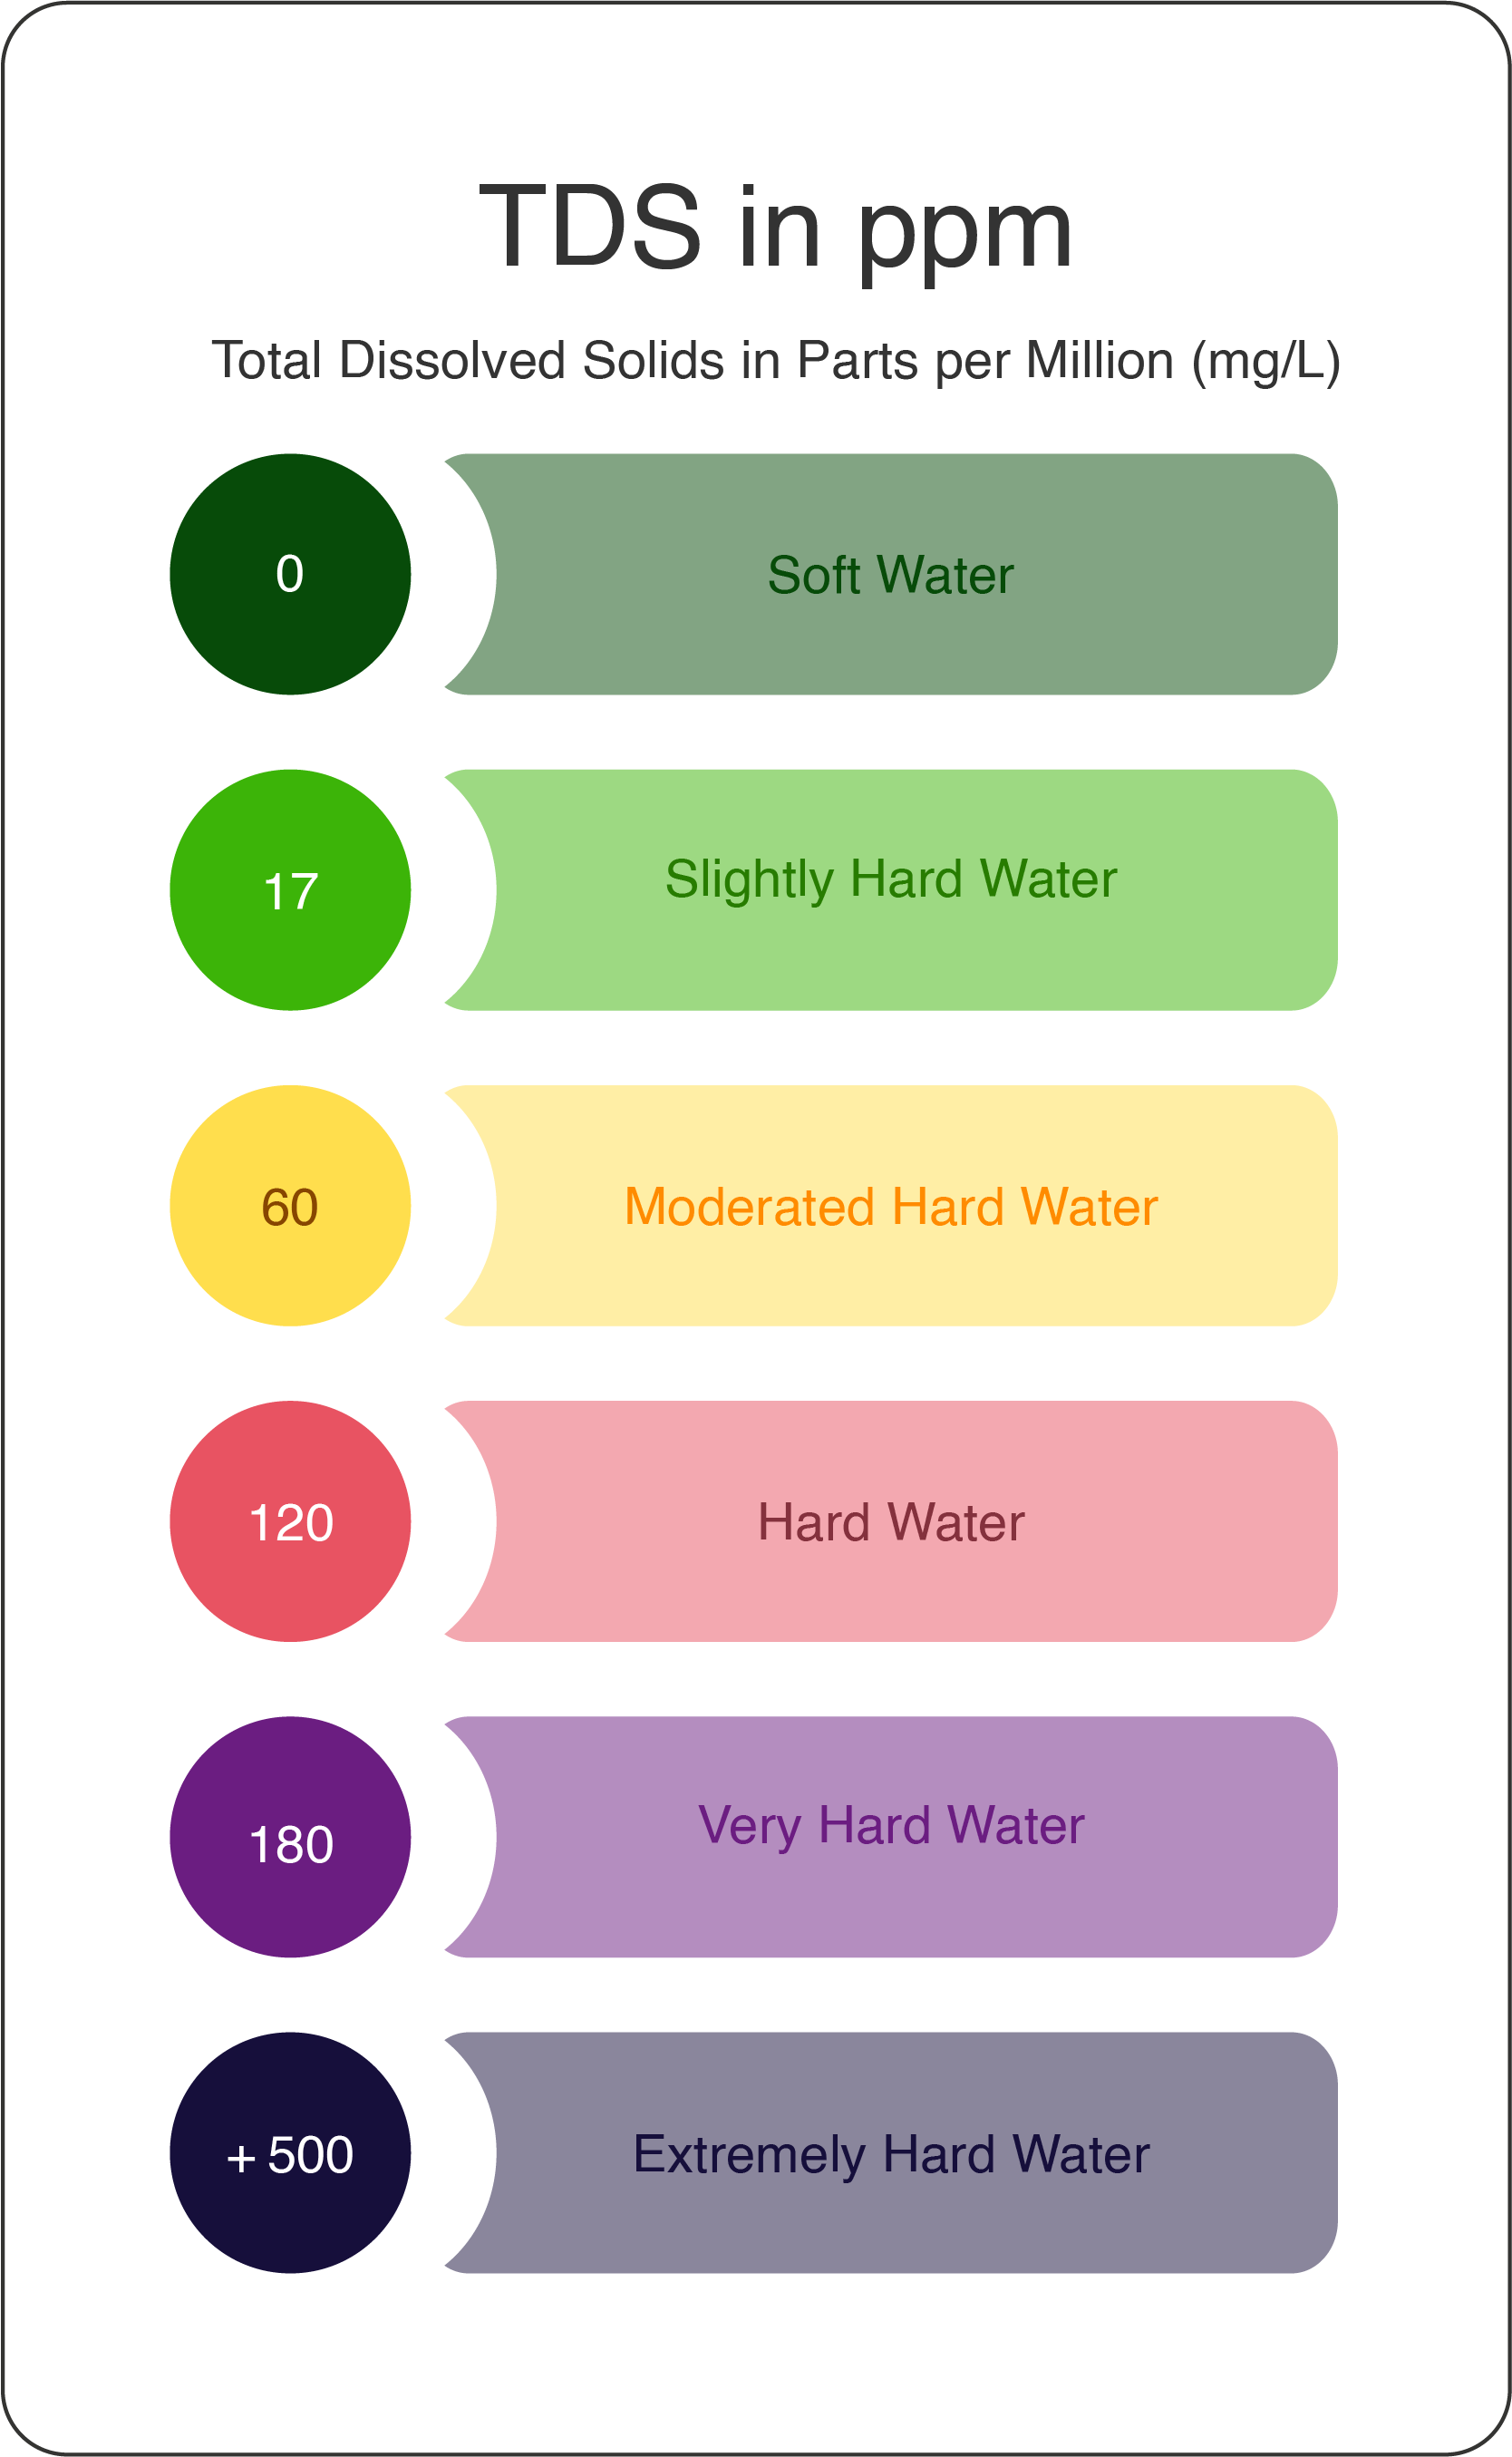 TDS in ppm
Total Dissolved Solids in Parts per Million (mg/L)
0
Soft Water
17
Slightly Hard Water
60
Moderated Hard Water
120
Hard Water
180
Very Hard Water
+ 500
Extremely Hard Water